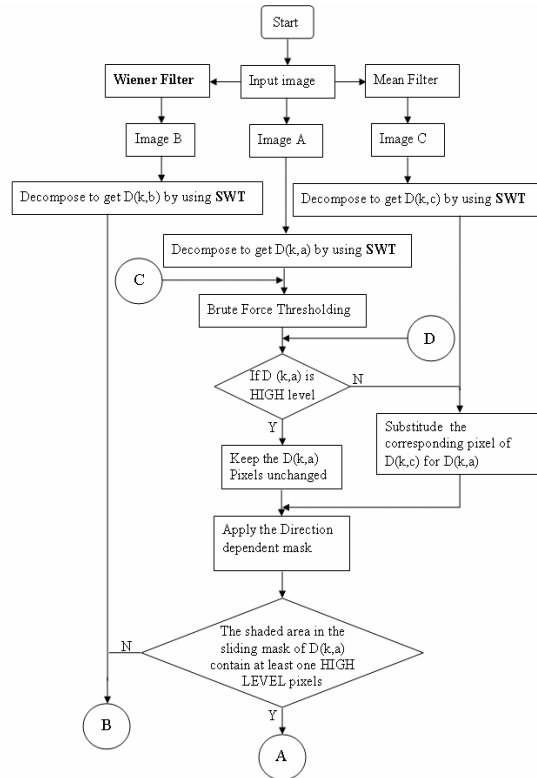 Start
Wiener Filter
Input image
Mean Filter
Image B
Image A
Image C
Decompose to get D(k,b) by using SWT
Decompose to get D(k,c) by using SWT
Decompose to get D(k,a) by using SWT
C
Brute Force Thresholding
D
If D (k,a) is
HIGH level
N
Y
Substitude the
corresponding pixel of
D(k,c) for D(k,a)
Keep the D(k,a)
Pixels unchanged
Apply the Direction
dependent mask
The shaded area in the
sliding mask of D(k,a)
contain at least one HIGH
LEVEL pixels
N
Y
B
A